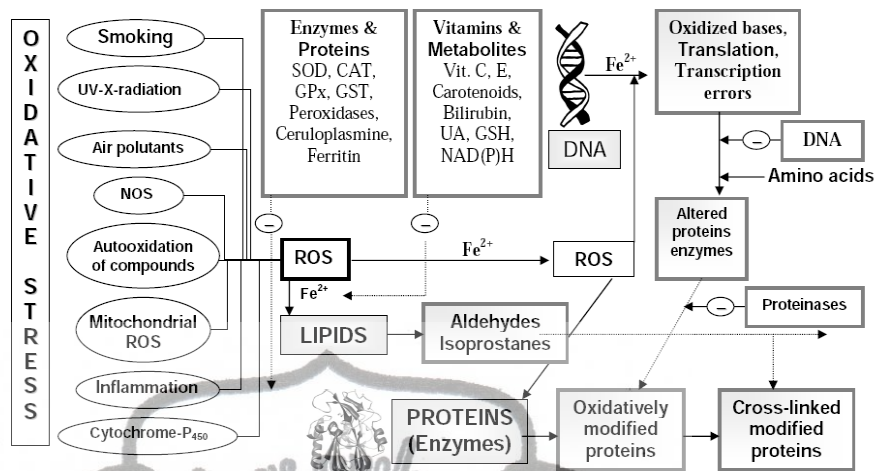 OXIDATIVE STRESS
Smoking
UV-X-radiation
Air polutants
NOS
Autooxidation
of compounds
Mitochondrial
ROS
Inflammation
Cytochrome-P₄₅₀
Enzymes &
Proteins
SOD, CAT,
GPx, GST,
Peroxidases,
Ceruloplasmine,
Ferritin
Vitamins &
Metabolites
Vit. C, E,
Carotenoids,
Bilirubin,
UA, GSH,
NAD(P)H
DNA
Fe²⁺
Oxidized bases,
Translation,
Transcription
errors
–
DNA
Amino acids
Altered
proteins
enzymes
–
–
ROS
Fe²⁺
ROS
Fe²⁺
–
Proteinases
LIPIDS
Aldehydes
Isoprostanes
PROTEINS
(Enzymes)
Oxidatively
modified
proteins
Cross-linked
modified
proteins